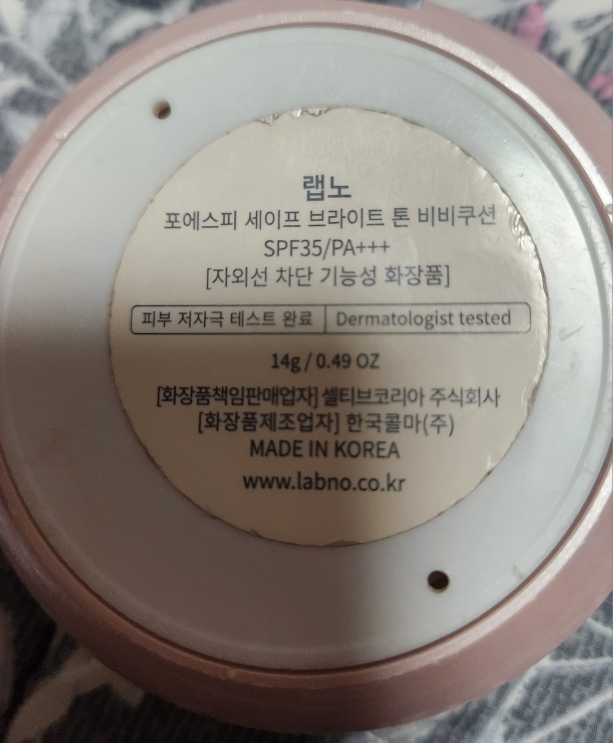 랩노
포에스피 세이프 브라이트 톤 비비쿠션
SPF35/PA+++
[자외선 차단 기능성 화장품]
피부 저자극 테스트 완료 | Dermatologist tested
14g / 0.49 OZ
[화장품책임판매업자] 셀티브코리아 주식회사
[화장품제조업자] 한국콜마(주)
MADE IN KOREA
www.labno.co.kr